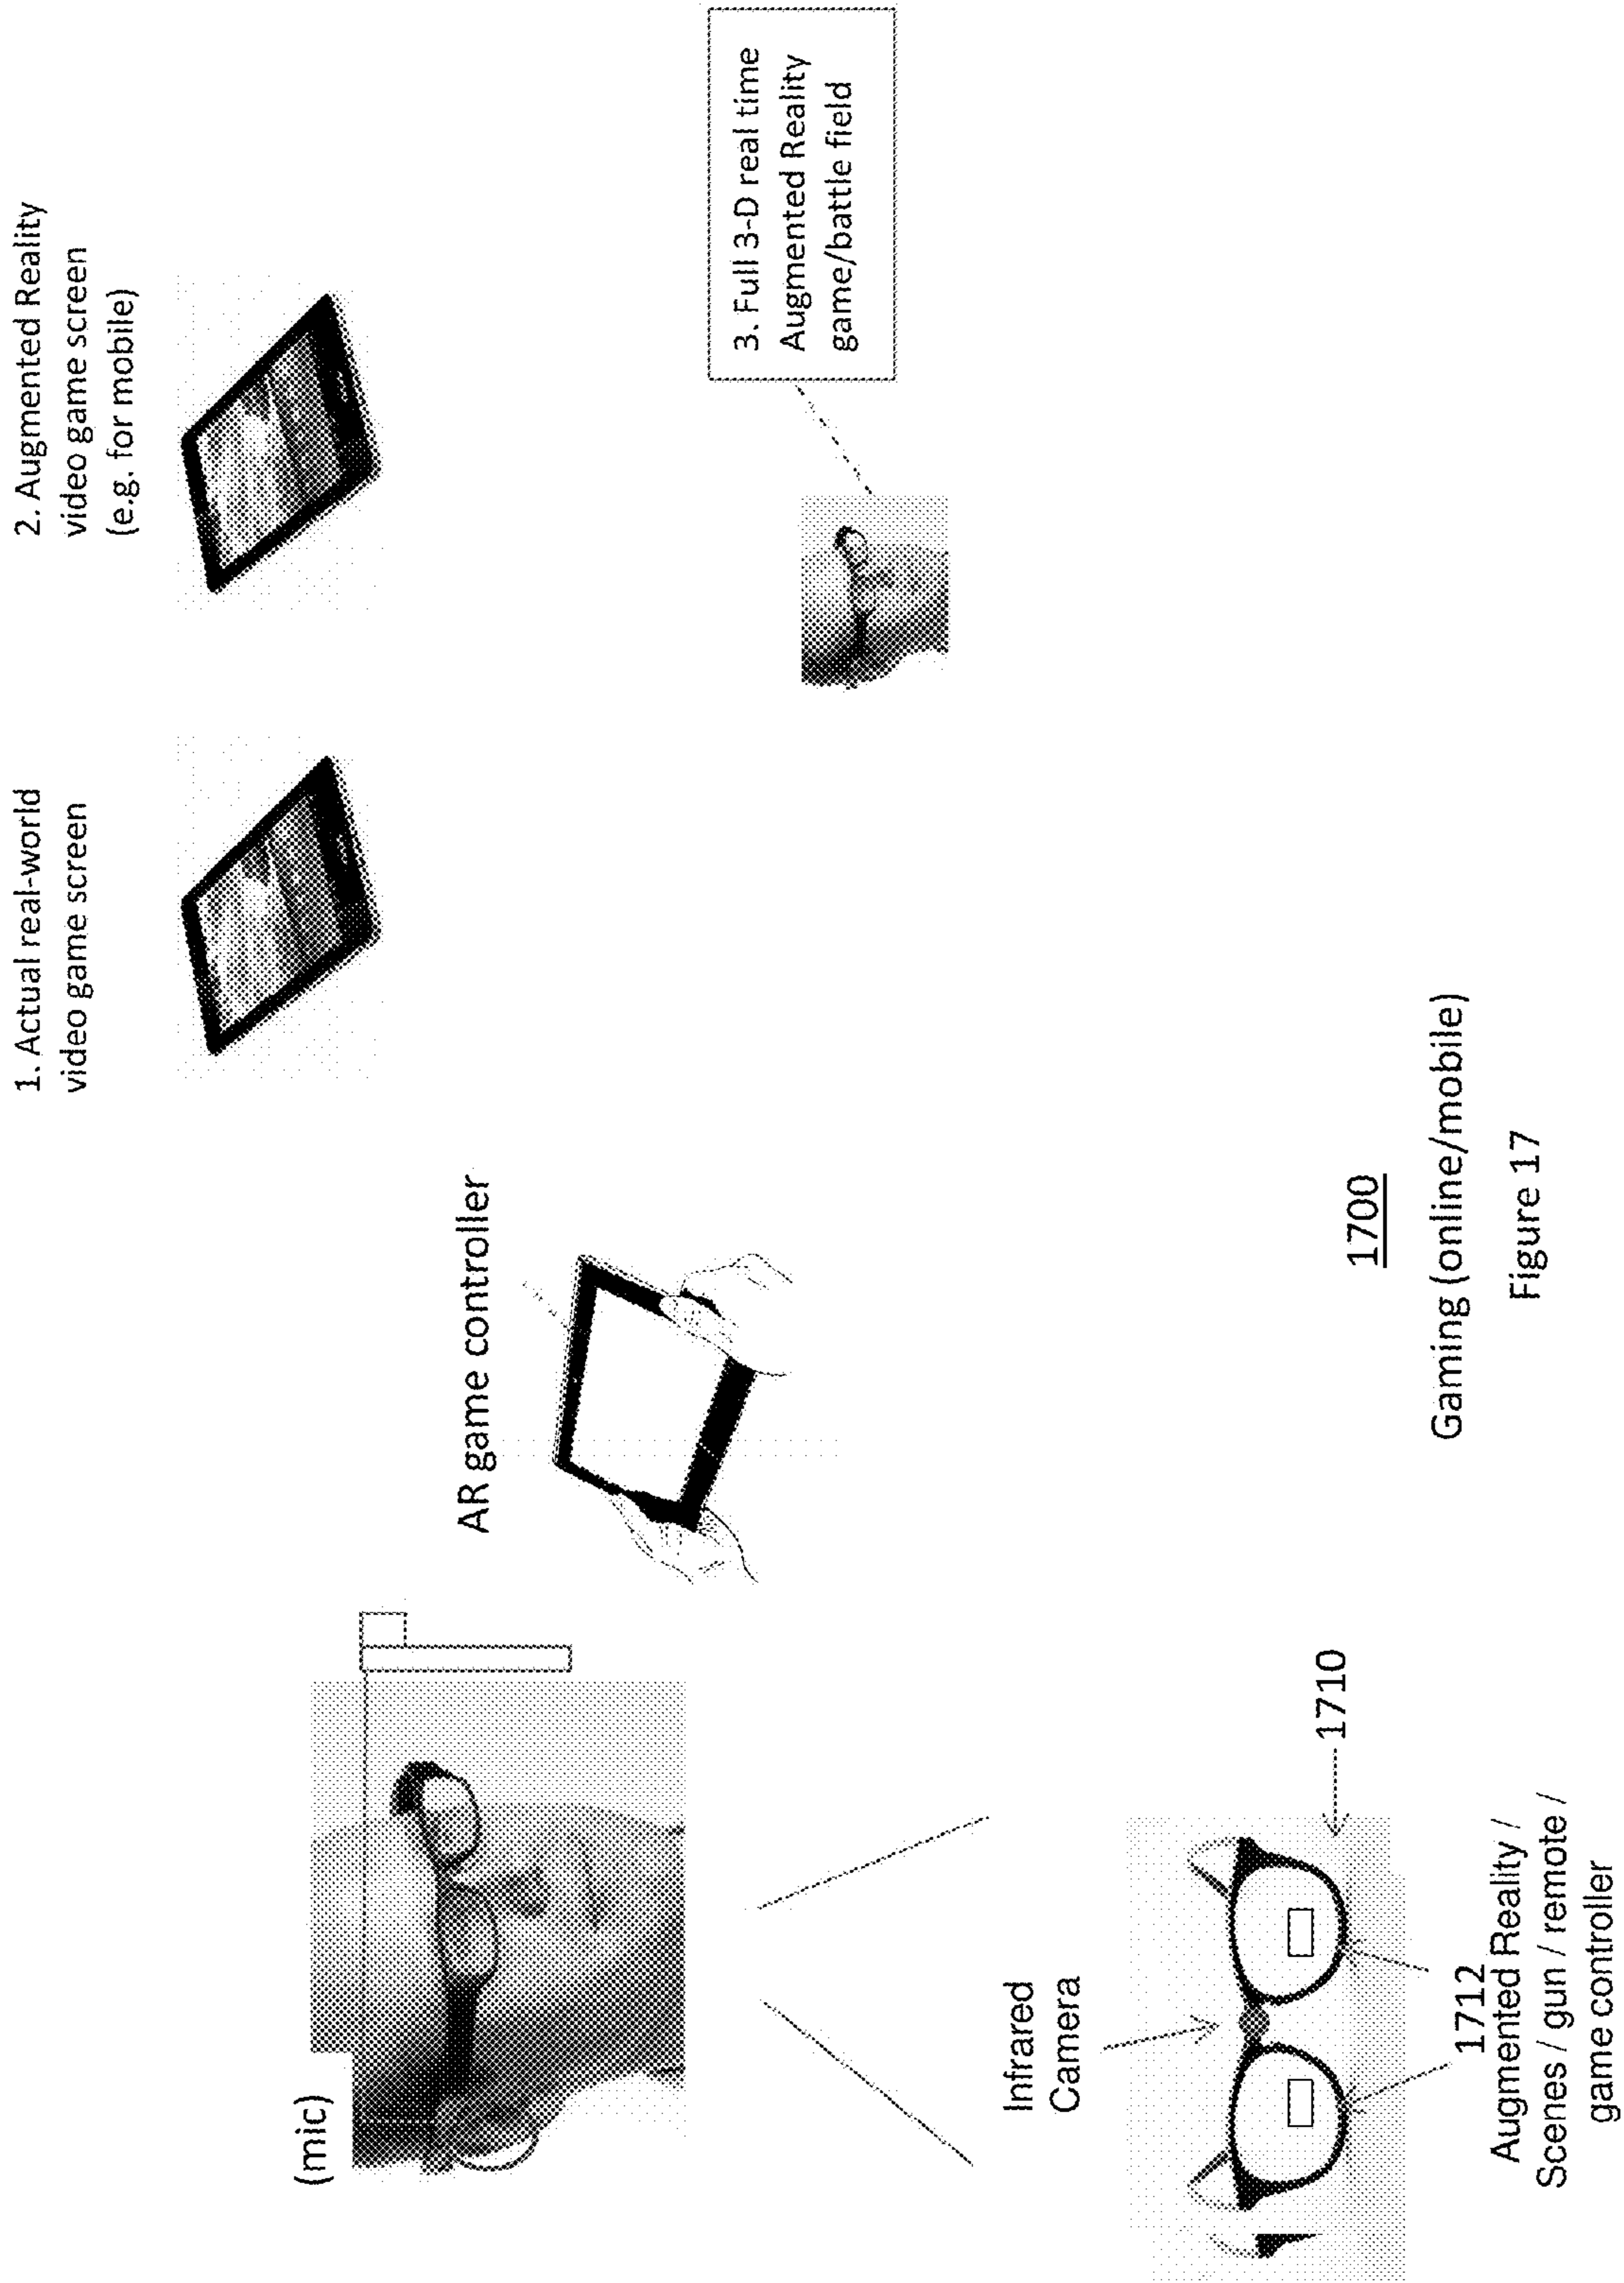 1. Actual real-world
video game screen
2. Augmented Reality
video game screen
(e.g. for mobile)
(mic)
AR game controller
3. Full 3-D real time
Augmented Reality
game/battle field
Infrared
Camera
1710
1712
Augmented Reality /
Scenes / gun / remote /
game controller
1700
Gaming (online/mobile)
Figure 17